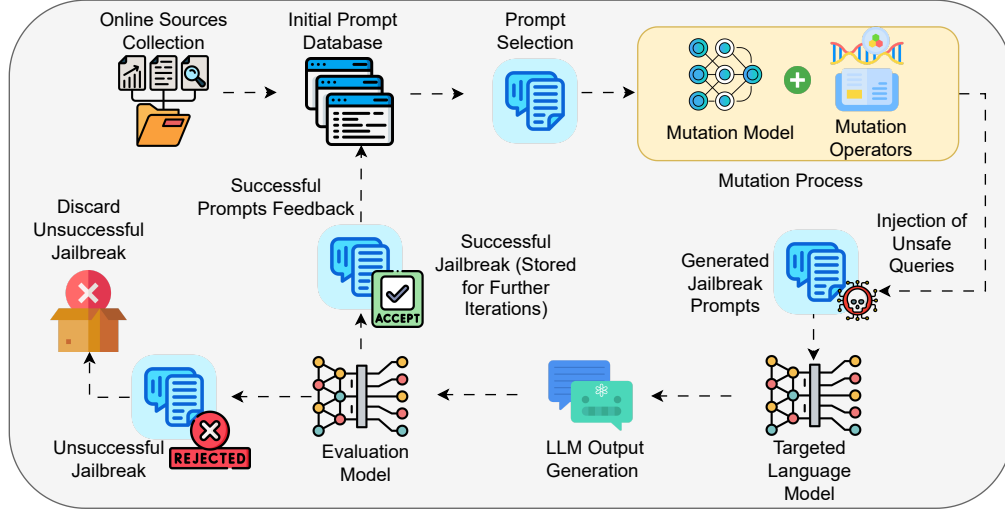 Online Sources
Collection
Initial Prompt
Database
Prompt
Selection
Mutation Model
Mutation
Operators
Mutation Process
Successful
Prompts Feedback
Discard
Unsuccessful
Jailbreak
Successful
Jailbreak (Stored
for Further
Iterations)
ACCEPT
Generated
Jailbreak
Prompts
Injection of
Unsafe
Queries
Unsuccessful
Jailbreak
REJECTED
Evaluation
Model
LLM Output
Generation
Targeted
Language
Model